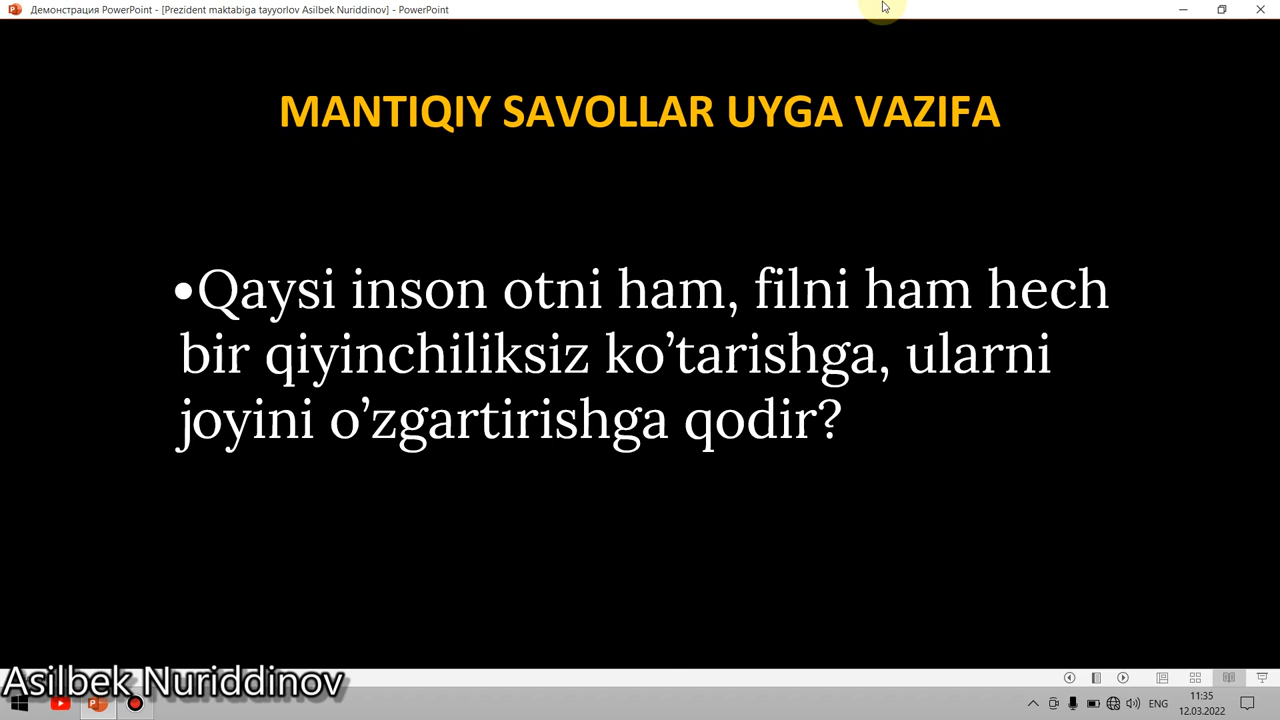 Демонстрация PowerPoint - [Prezident maktabiga tayyorlov Asilbek Nuriddinov] - PowerPoint
MANTIQIY SAVOLLAR UYGA VAZIFA
•Qaysi inson otni ham, filni ham hech
bir qiyinchiliksiz ko’tarishga, ularni
joyini o’zgartirishga qodir?
Asilbek Nuriddinov
ENG
11:35
12.03.2022